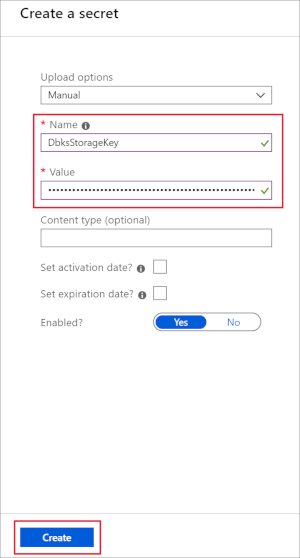 Create a secret
Upload options
Manual
* Name
DbksStorageKey
* Value
Content type (optional)
Set activation date?
Set expiration date?
Enabled?
Yes No
Create